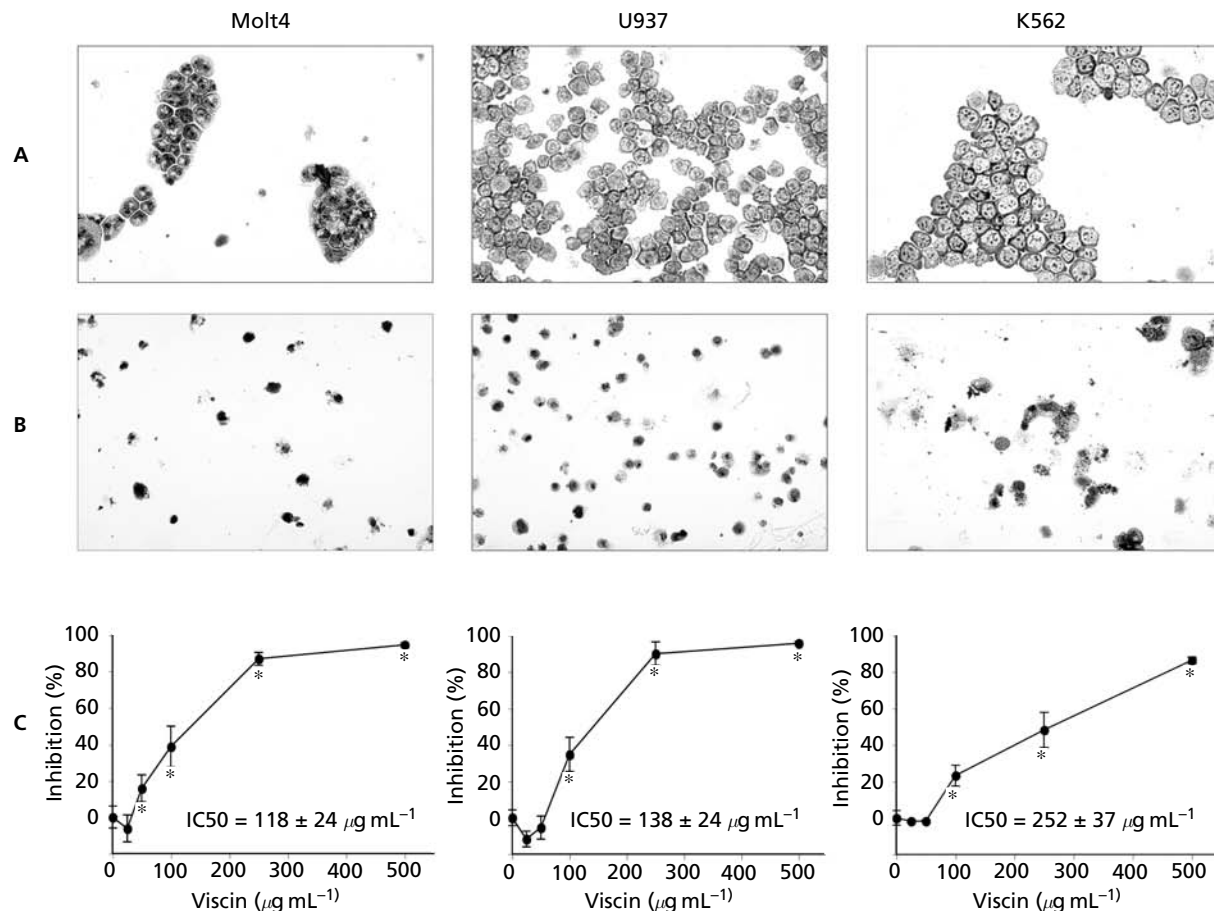 Molt4 U937 K562
A
B
C
Inhibition (%)
100
80
60
40
20
0
*
*
*
*
IC50 = 118 ± 24 μg mL⁻¹
0 100 200 300 400 500
Viscin (μg mL⁻¹)
Inhibition (%)
100
80
60
40
20
0
*
*
*
IC50 = 138 ± 24 μg mL⁻¹
0 100 200 300 400 500
Viscin (μg mL⁻¹)
Inhibition (%)
100
80
60
40
20
0
*
*
*
IC50 = 252 ± 37 μg mL⁻¹
0 100 200 300 400 500
Viscin (μg mL⁻¹)